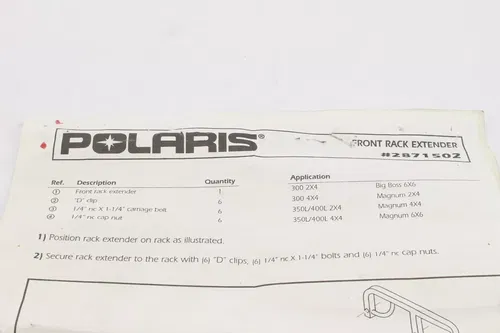 POLARIS®
FRONT RACK EXTENDER
#2871502
Ref. Description Quantity Application
① Front rack extender 1 300 2X4 Big Boss 6X6
② "D" clip 6 300 4X4 Magnum 2X4
③ 1/4" nc X 1-1/4" carriage bolt 6 350L/400L 2X4 Magnum 4X4
④ 1/4" nc cap nut 6 350L/400L 4X4 Magnum 6X6
1) Position rack extender on rack as illustrated.
2) Secure rack extender to the rack with (6) "D" clips, (6) 1/4" nc X 1-1/4" bolts and (6) nc cap nuts.